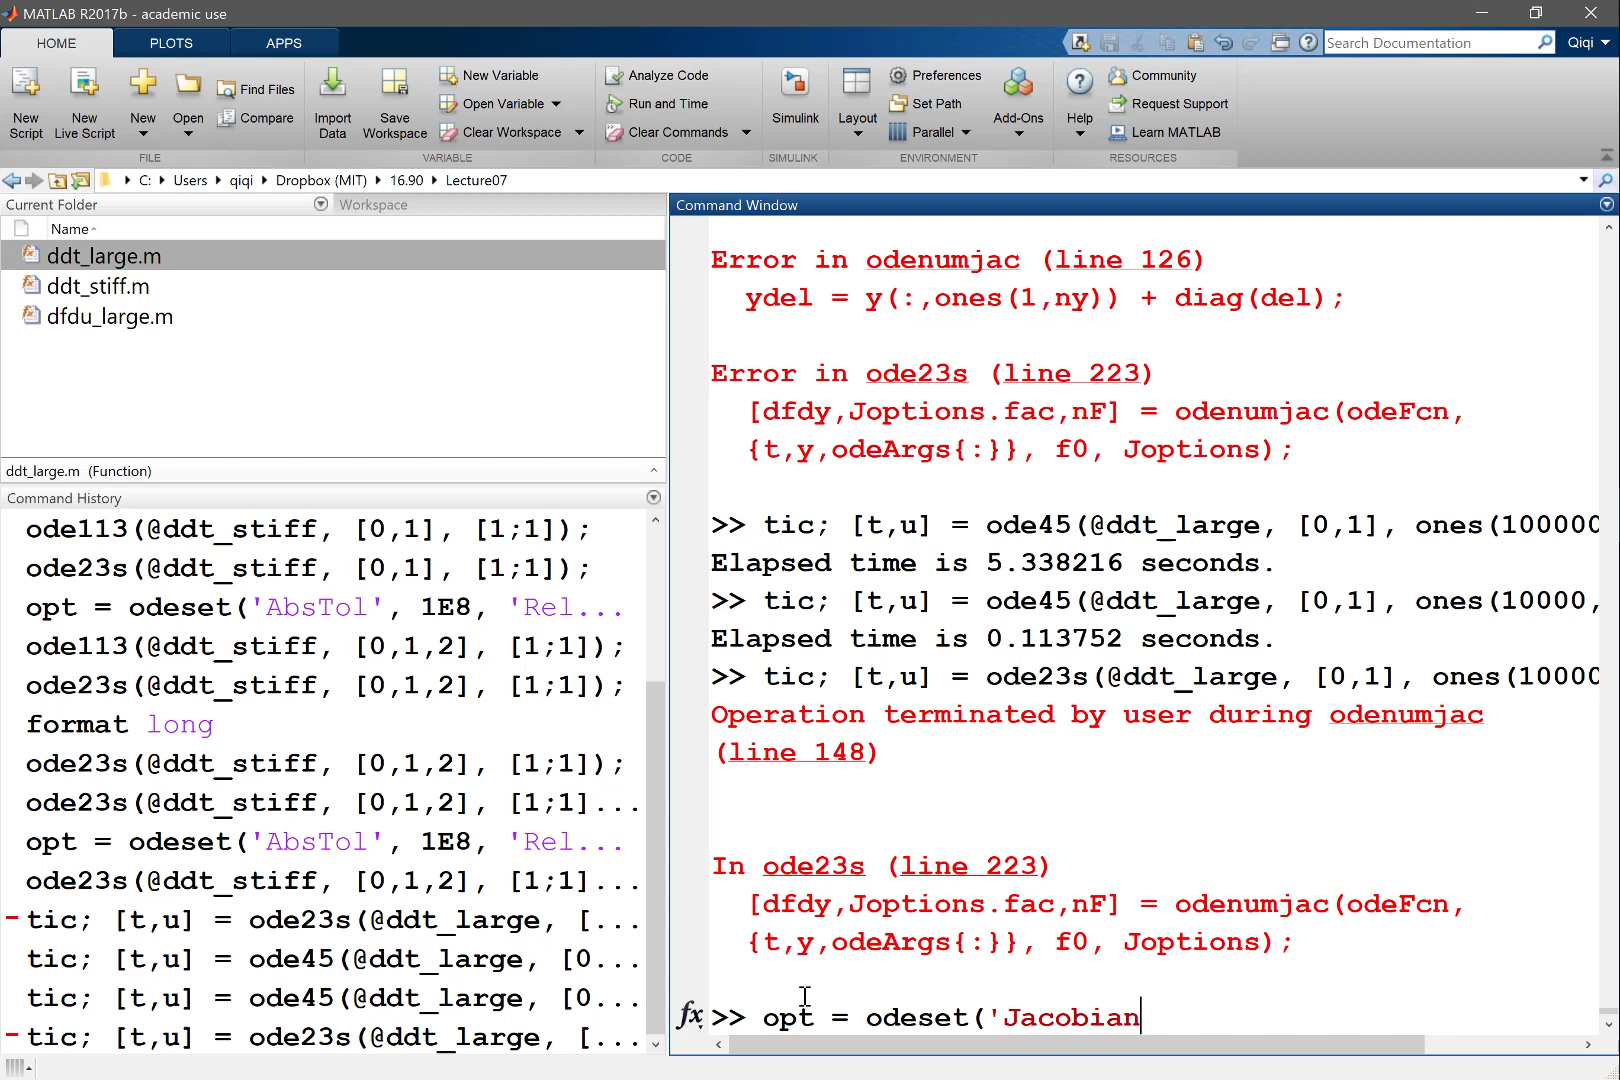 MATLAB R2017b - academic use
HOME PLOTS APPS
Search Documentation
Qiqi
New Script
New Live Script
New
Open
Find Files
Compare
FILE
Import Data
Save Workspace
New Variable
Open Variable
Clear Workspace
VARIABLE
Analyze Code
Run and Time
Clear Commands
CODE
Simulink
SIMULINK
Layout
Preferences
Set Path
Parallel
Add-Ons
ENVIRONMENT
Help
Community
Request Support
Learn MATLAB
RESOURCES
C: Users qiqi Dropbox (MIT) 16.90 Lecture07
Current Folder
Workspace
Name
ddt_large.m
ddt_stiff.m
dfdu_large.m
ddt_large.m (Function)
Command History
ode113(@ddt_stiff, [0,1], [1;1]);
ode23s(@ddt_stiff, [0,1], [1;1]);
opt = odeset('AbsTol', 1E8, 'Rel...
ode113(@ddt_stiff, [0,1,2], [1;1]);
ode23s(@ddt_stiff, [0,1,2], [1;1]);
format long
ode23s(@ddt_stiff, [0,1,2], [1;1]);
ode23s(@ddt_stiff, [0,1,2], [1;1]...
opt = odeset('AbsTol', 1E8, 'Rel...
ode23s(@ddt_stiff, [0,1,2], [1;1]...
tic; [t,u] = ode23s(@ddt_large, [...
tic; [t,u] = ode45(@ddt_large, [0...
tic; [t,u] = ode45(@ddt_large, [0...
tic; [t,u] = ode23s(@ddt_large, [...
Command Window
Error in odenumjac (line 126)
ydel = y(:,ones(1,ny)) + diag(del);
Error in ode23s (line 223)
[dfdy,Joptions.fac,nF] = odenumjac(odeFcn,
{t,y,odeArgs{:}}, f0, Joptions);
>> tic; [t,u] = ode45(@ddt_large, [0,1], ones(100000
Elapsed time is 5.338216 seconds.
>> tic; [t,u] = ode45(@ddt_large, [0,1], ones(10000,
Elapsed time is 0.113752 seconds.
>> tic; [t,u] = ode23s(@ddt_large, [0,1], ones(10000
Operation terminated by user during odenumjac
(line 148)
In ode23s (line 223)
[dfdy,Joptions.fac,nF] = odenumjac(odeFcn,
{t,y,odeArgs{:}}, f0, Joptions);
fx >> opt = odeset('Jacobian